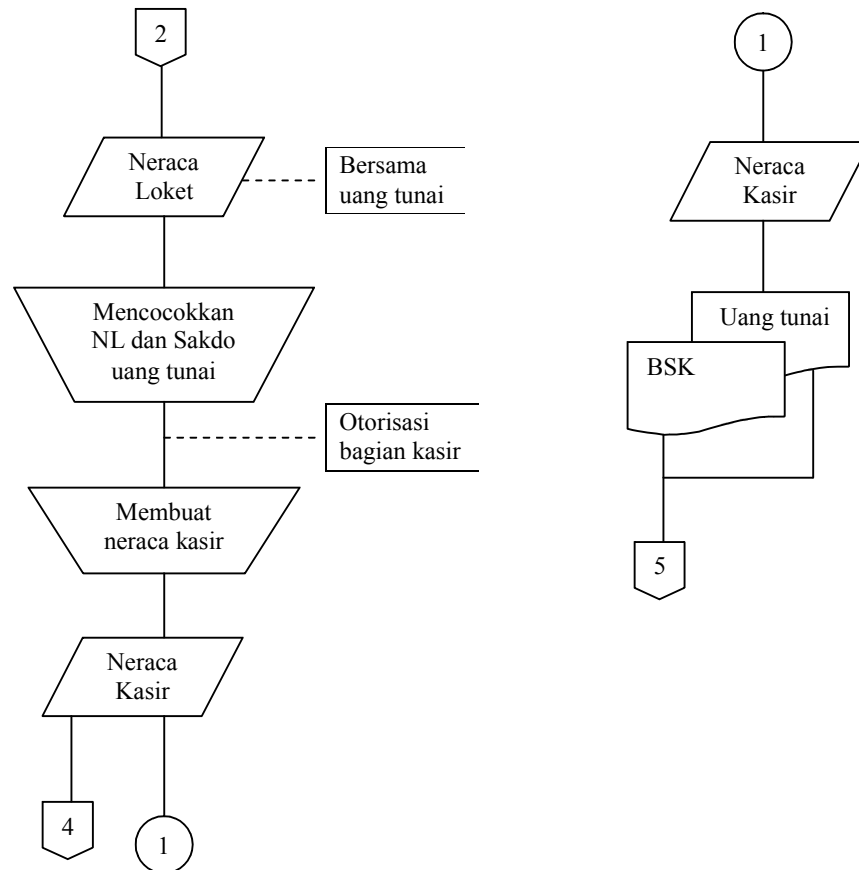 2
Neraca
Loket
Bersama
uang tunai
Mencocokkan
NL dan Sakdo
uang tunai
Otorisasi
bagian kasir
Membuat
neraca kasir
Neraca
Kasir
4
1
1
Neraca
Kasir
Uang tunai
BSK
5